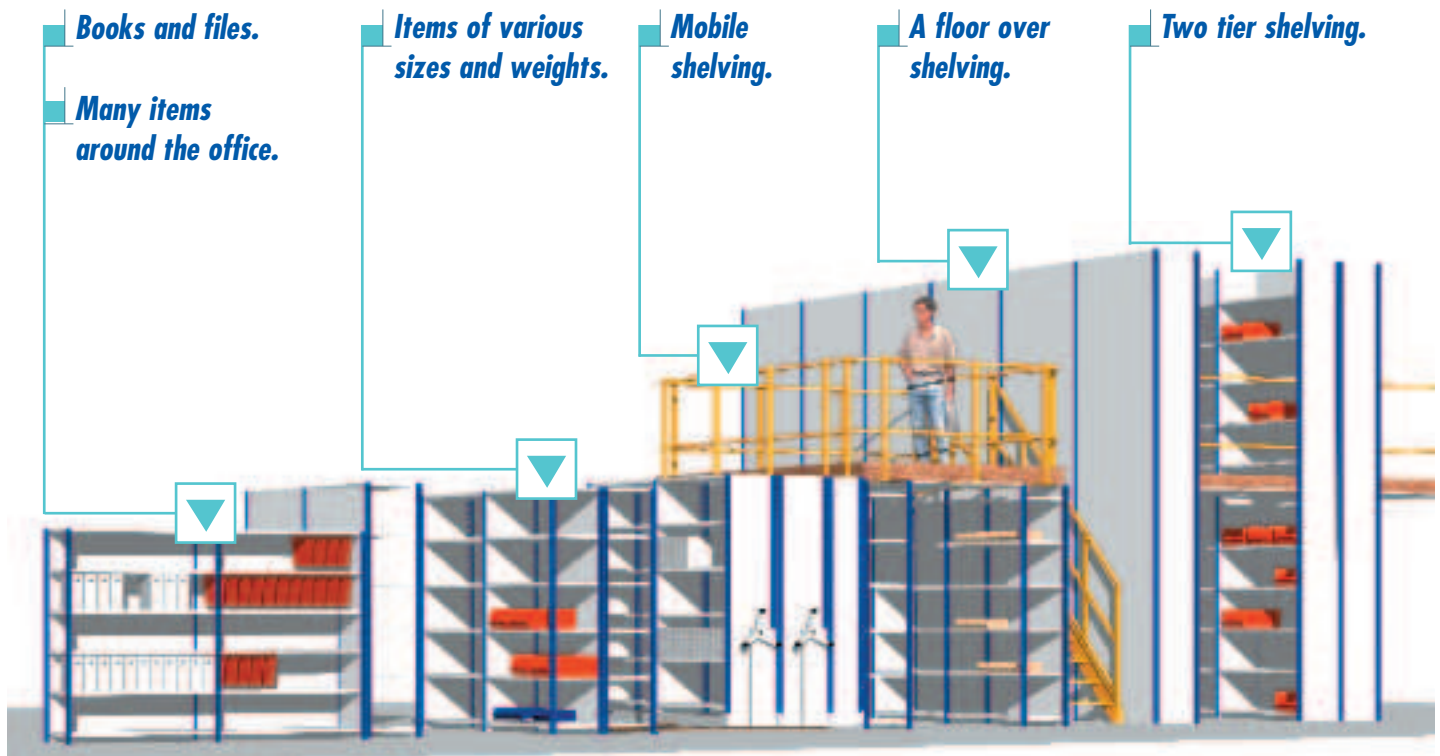 Books and files.
Many items
around the office.
Items of various
sizes and weights.
Mobile
shelving.
A floor over
shelving.
Two tier shelving.